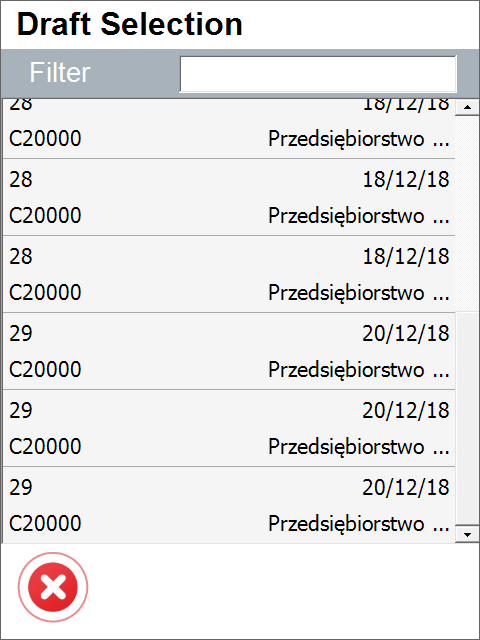 Draft Selection
Filter
28 18/12/18
C20000 Przedsiębiorstwo ...
28 18/12/18
C20000 Przedsiębiorstwo ...
28 18/12/18
C20000 Przedsiębiorstwo ...
29 20/12/18
C20000 Przedsiębiorstwo ...
29 20/12/18
C20000 Przedsiębiorstwo ...
29 20/12/18
C20000 Przedsiębiorstwo ...